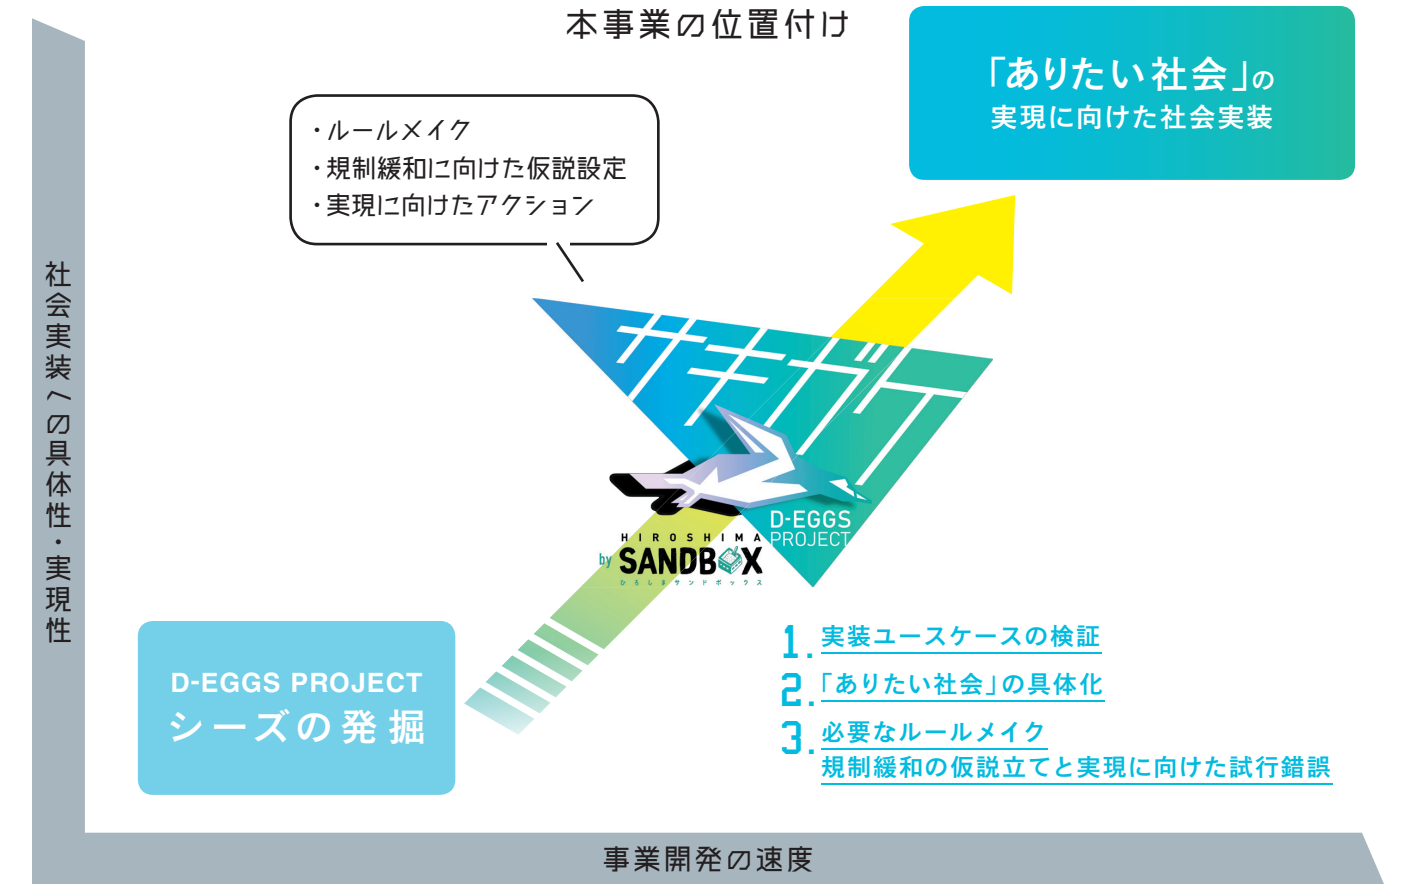 本事業の位置付け
「ありたい社会」の
実現に向けた社会実装
・ルールメイク
・規制緩和に向けた仮説設定
・実現に向けたアクション
社会実装への具体性・実現性
サキガケ
D-EGGS
PROJECT
HIROSHIMA
by SANDBOX
ひろしまサンドボックス
D-EGGS PROJECT
シーズの発掘
1. 実装ユースケースの検証
2. 「ありたい社会」の具体化
3. 必要なルールメイク
規制緩和の仮説立てと実現に向けた試行錯誤
事業開発の速度